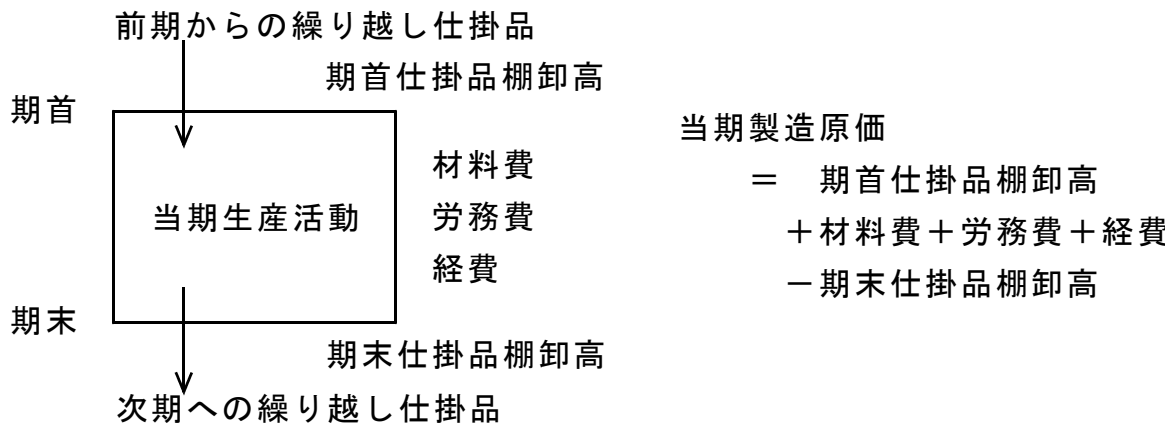 前期からの繰り越し仕掛品
期首仕掛品棚卸高
期首
材料費
当期生産活動
労務費
経費
期末
期末仕掛品棚卸高
次期への繰り越し仕掛品
当期製造原価
＝ 期首仕掛品棚卸高
＋材料費＋労務費＋経費
－期末仕掛品棚卸高